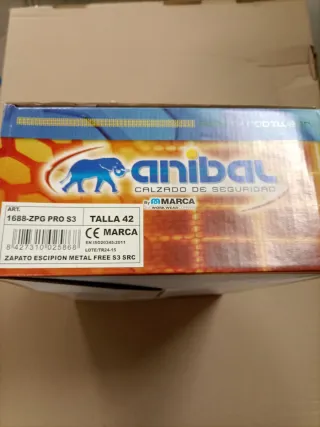 anibal
CALZADO DE SEGURIDAD
By MARCA
ART.
1688-ZPG PRO S3
TALLA 42
CE MARCA
EN ISO20345:2011
LOTE/TR24-15
8 427310 025868
ZAPATO ESCIPION METAL FREE S3 SRC